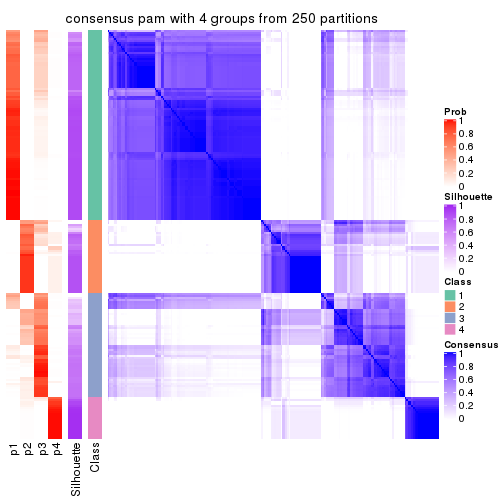 consensus pam with 4 groups from 250 partitions
Prob
1
0.8
0.6
0.4
0.2
0
Silhouette
1
0.8
0.6
0.4
0.2
0
Class
1
2
3
4
Consensus
1
0.8
0.6
0.4
0.2
0
p1
p2
p3
p4
Silhouette
Class